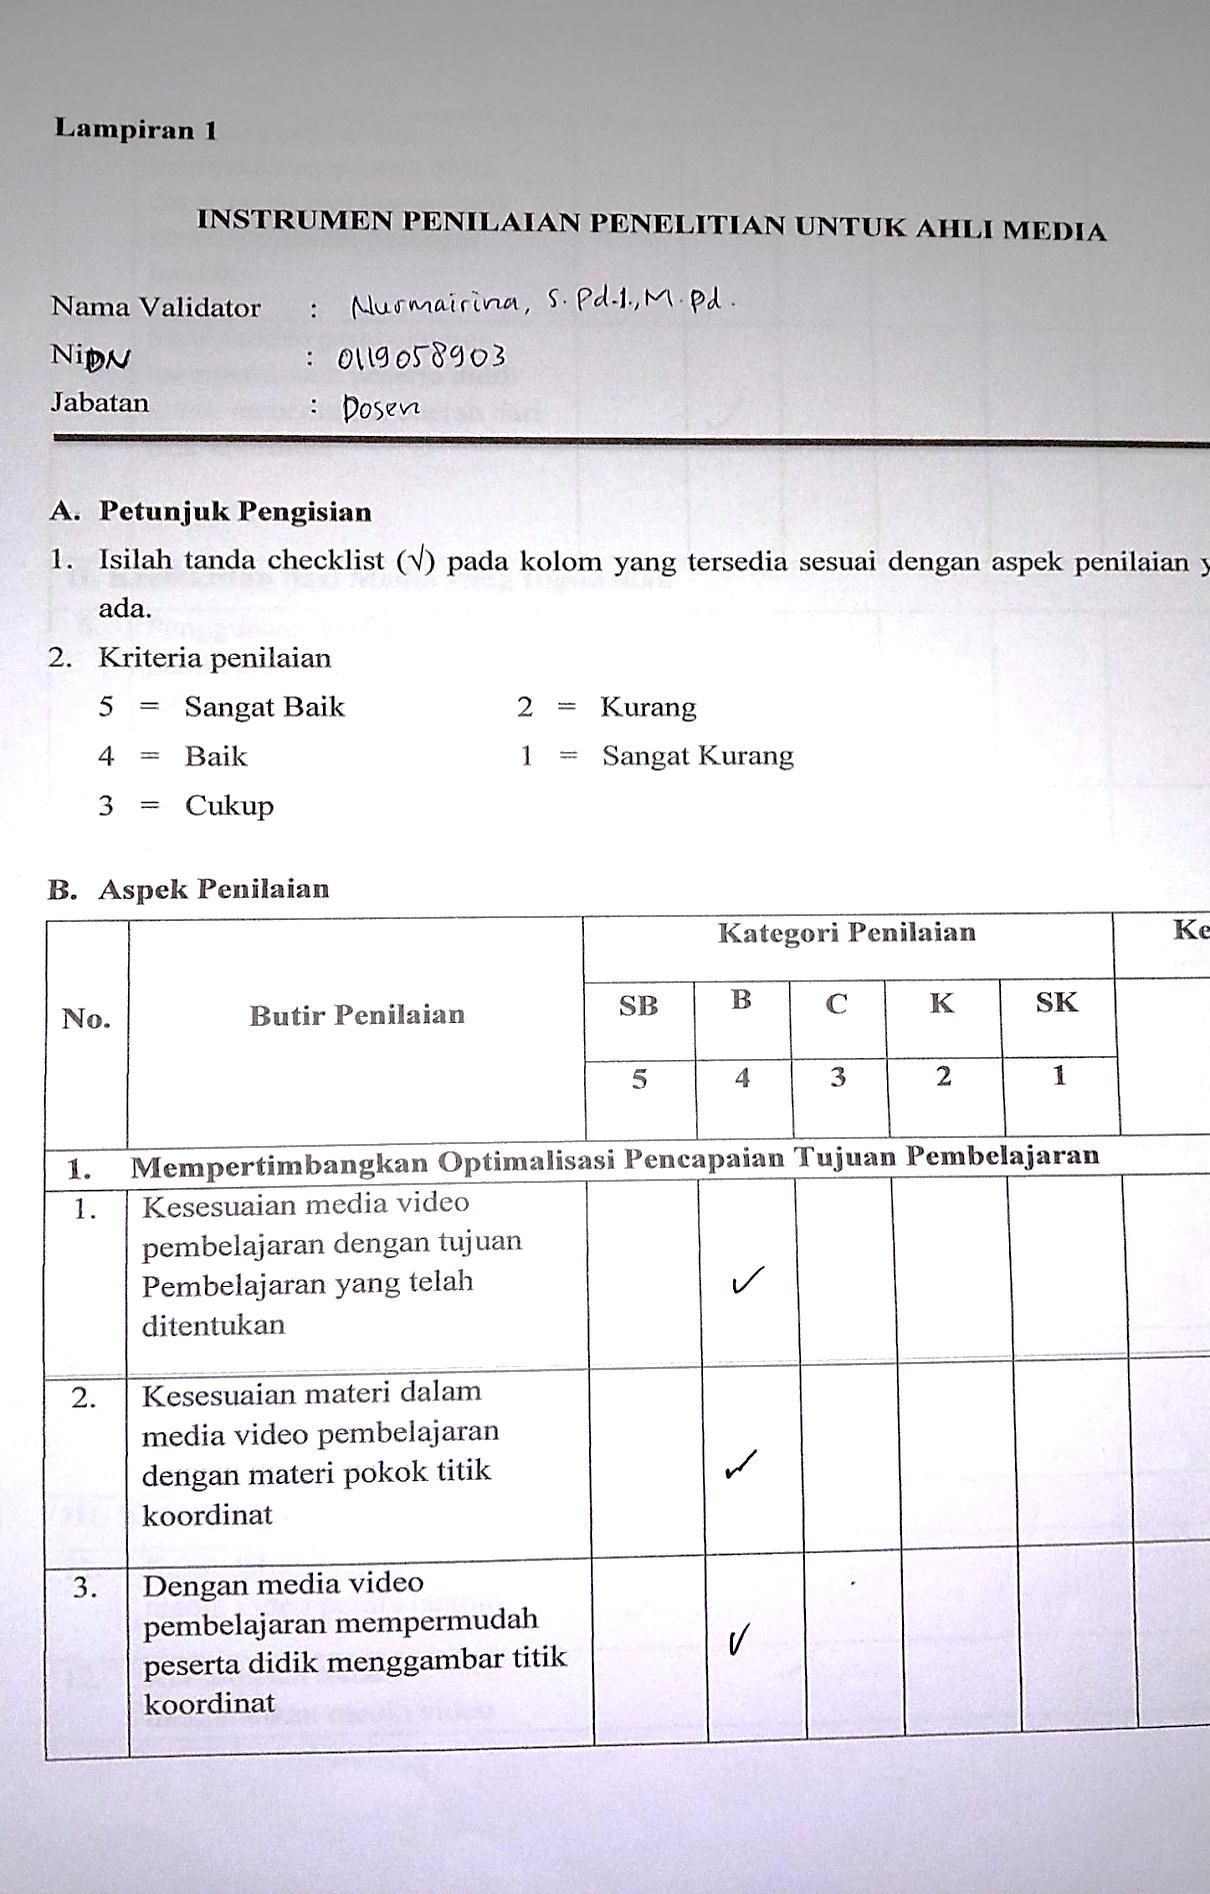 Lampiran 1
INSTRUMEN PENILAIAN PENELITIAN UNTUK AHLI MEDIA
Nama Validator : Nurmairina, S.Pd.I., M.Pd.
NiDN : 0119058903
Jabatan : Dosen
A. Petunjuk Pengisian
1. Isilah tanda checklist (√) pada kolom yang tersedia sesuai dengan aspek penilaian y
ada.
2. Kriteria penilaian
5 = Sangat Baik 2 = Kurang
4 = Baik 1 = Sangat Kurang
3 = Cukup
B. Aspek Penilaian
No. Butir Penilaian Kategori Penilaian Ke
SB B C K SK
5 4 3 2 1
1. Mempertimbangkan Optimalisasi Pencapaian Tujuan Pembelajaran
1. Kesesuaian media video
pembelajaran dengan tujuan
Pembelajaran yang telah ✓
ditentukan
2. Kesesuaian materi dalam
media video pembelajaran
dengan materi pokok titik ✓
koordinat
3. Dengan media video
pembelajaran mempermudah ✓
peserta didik menggambar titik
koordinat